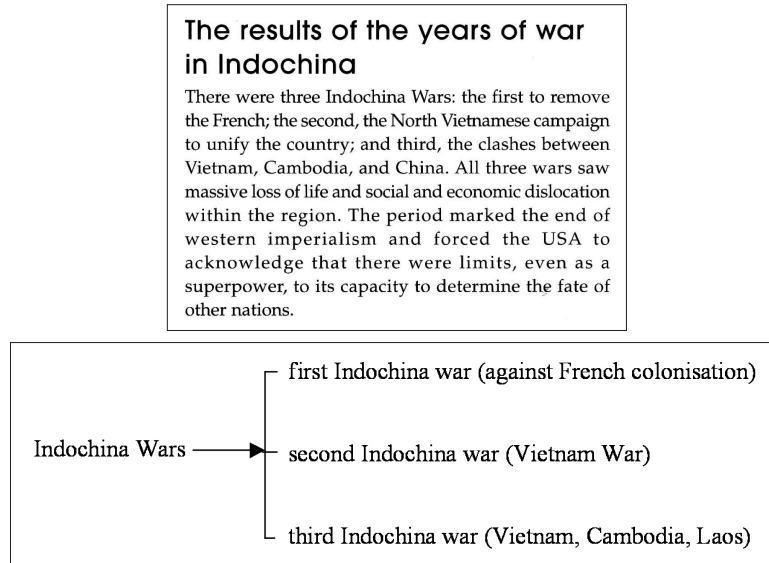 The results of the years of war
in Indochina
There were three Indochina Wars: the first to remove
the French; the second, the North Vietnamese campaign
to unify the country; and third, the clashes between
Vietnam, Cambodia, and China. All three wars saw
massive loss of life and social and economic dislocation
within the region. The period marked the end of
western imperialism and forced the USA to
acknowledge that there were limits, even as a
superpower, to its capacity to determine the fate of
other nations.
first Indochina war (against French colonisation)
Indochina Wars
second Indochina war (Vietnam War)
third Indochina war (Vietnam, Cambodia, Laos)